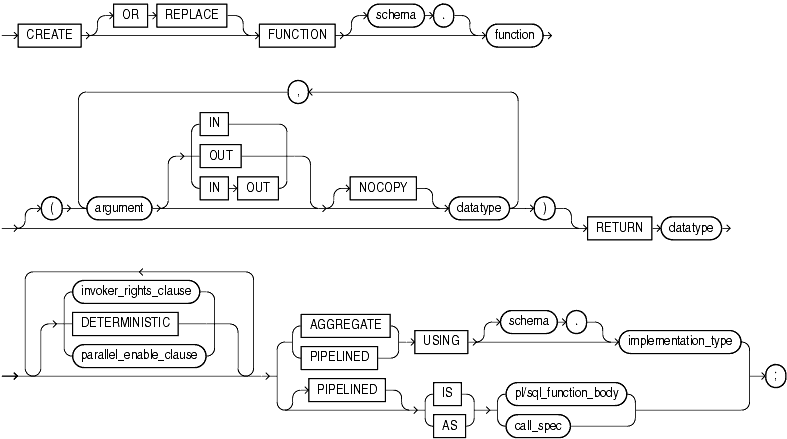 CREATE OR REPLACE FUNCTION schema . function
,
IN
OUT
IN OUT
NOCOPY
( argument datatype )
RETURN datatype
invoker_rights_clause
DETERMINISTIC
parallel_enable_clause
AGGREGATE
PIPELINED
USING schema . implementation_type
PIPELINED
IS
AS
pl/sql_function_body
call_spec
;